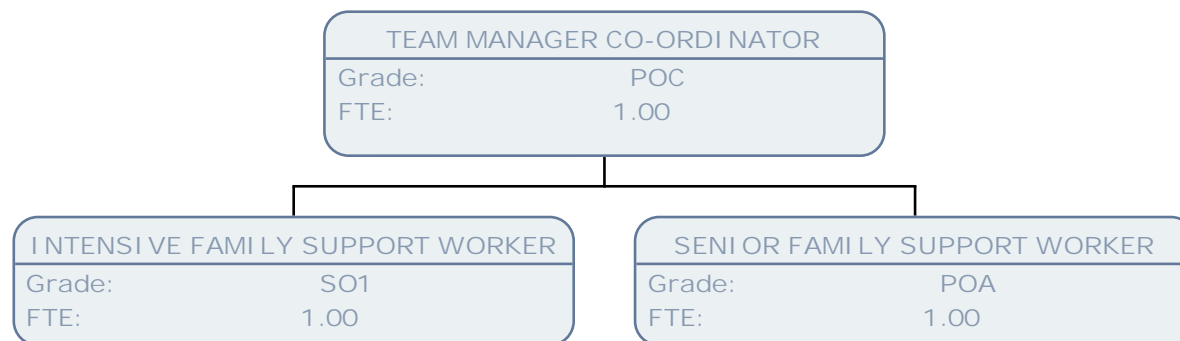 TEAM MANAGER CO-ORDINATOR
Grade: POC
FTE: 1.00
INTENSIVE FAMILY SUPPORT WORKER
Grade: SO1
FTE: 1.00
SENIOR FAMILY SUPPORT WORKER
Grade: POA
FTE: 1.00